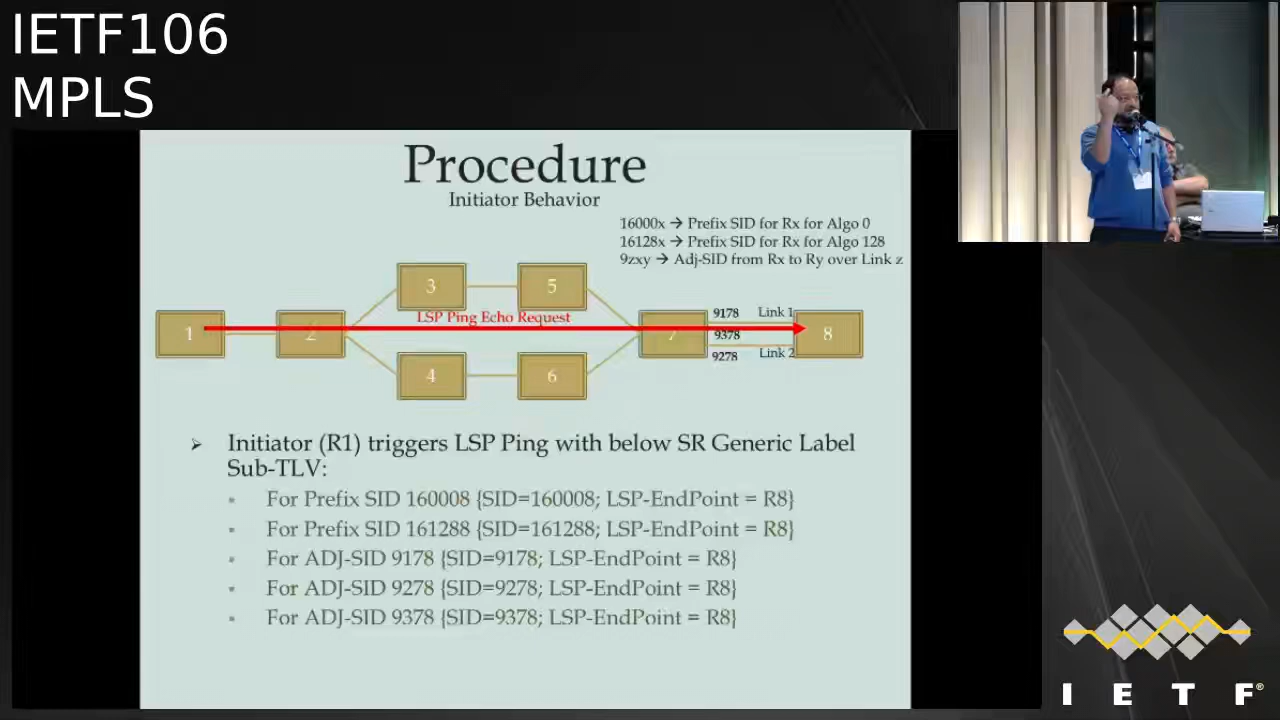 IETF106
MPLS
Procedure
Initiator Behavior
16000x → Prefix SID for Rx for Algo 0
16128x → Prefix SID for Rx for Algo 128
9zxy → Adj-SID from Rx to Ry over Link z
3
5
LSP Ping Echo Request
1
2
7
8
9178
Link 1
9378
9278
Link 2
4
6
➢ Initiator (R1) triggers LSP Ping with below SR Generic Label
Sub-TLV:
▪ For Prefix SID 160008 {SID=160008; LSP-EndPoint = R8}
▪ For Prefix SID 161288 {SID=161288; LSP-EndPoint = R8}
▪ For ADJ-SID 9178 {SID=9178; LSP-EndPoint = R8}
▪ For ADJ-SID 9278 {SID=9278; LSP-EndPoint = R8}
▪ For ADJ-SID 9378 {SID=9378; LSP-EndPoint = R8}
I E T F®